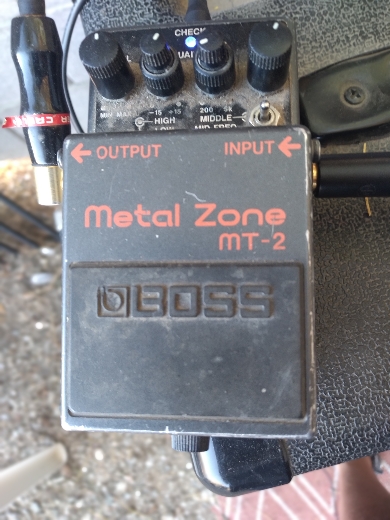 CHECK
MIN MAX -15 +15 200 5K
HIGH MIDDLE
LOW MID FREQ
← OUTPUT INPUT ←
Metal Zone
MT-2
BOSS